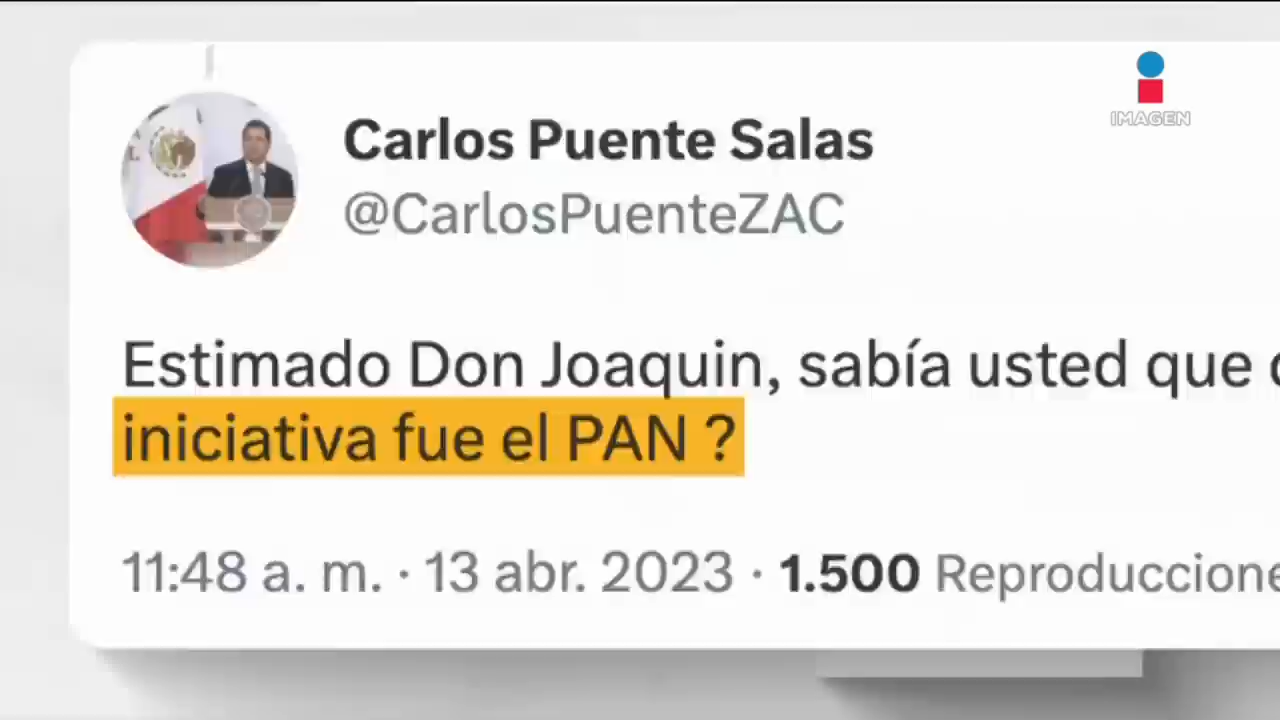 IMAGEN
Carlos Puente Salas
@CarlosPuenteZAC
Estimado Don Joaquin, sabía usted que
iniciativa fue el PAN ?
11:48 a. m. · 13 abr. 2023 · 1.500